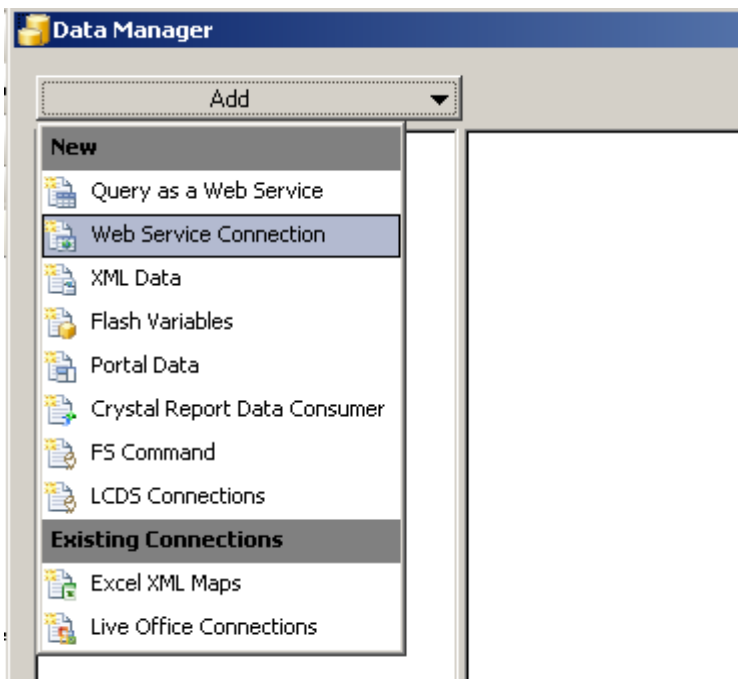 Data Manager
Add
New
Query as a Web Service
Web Service Connection
XML Data
Flash Variables
Portal Data
Crystal Report Data Consumer
FS Command
LCDS Connections
Existing Connections
Excel XML Maps
Live Office Connections